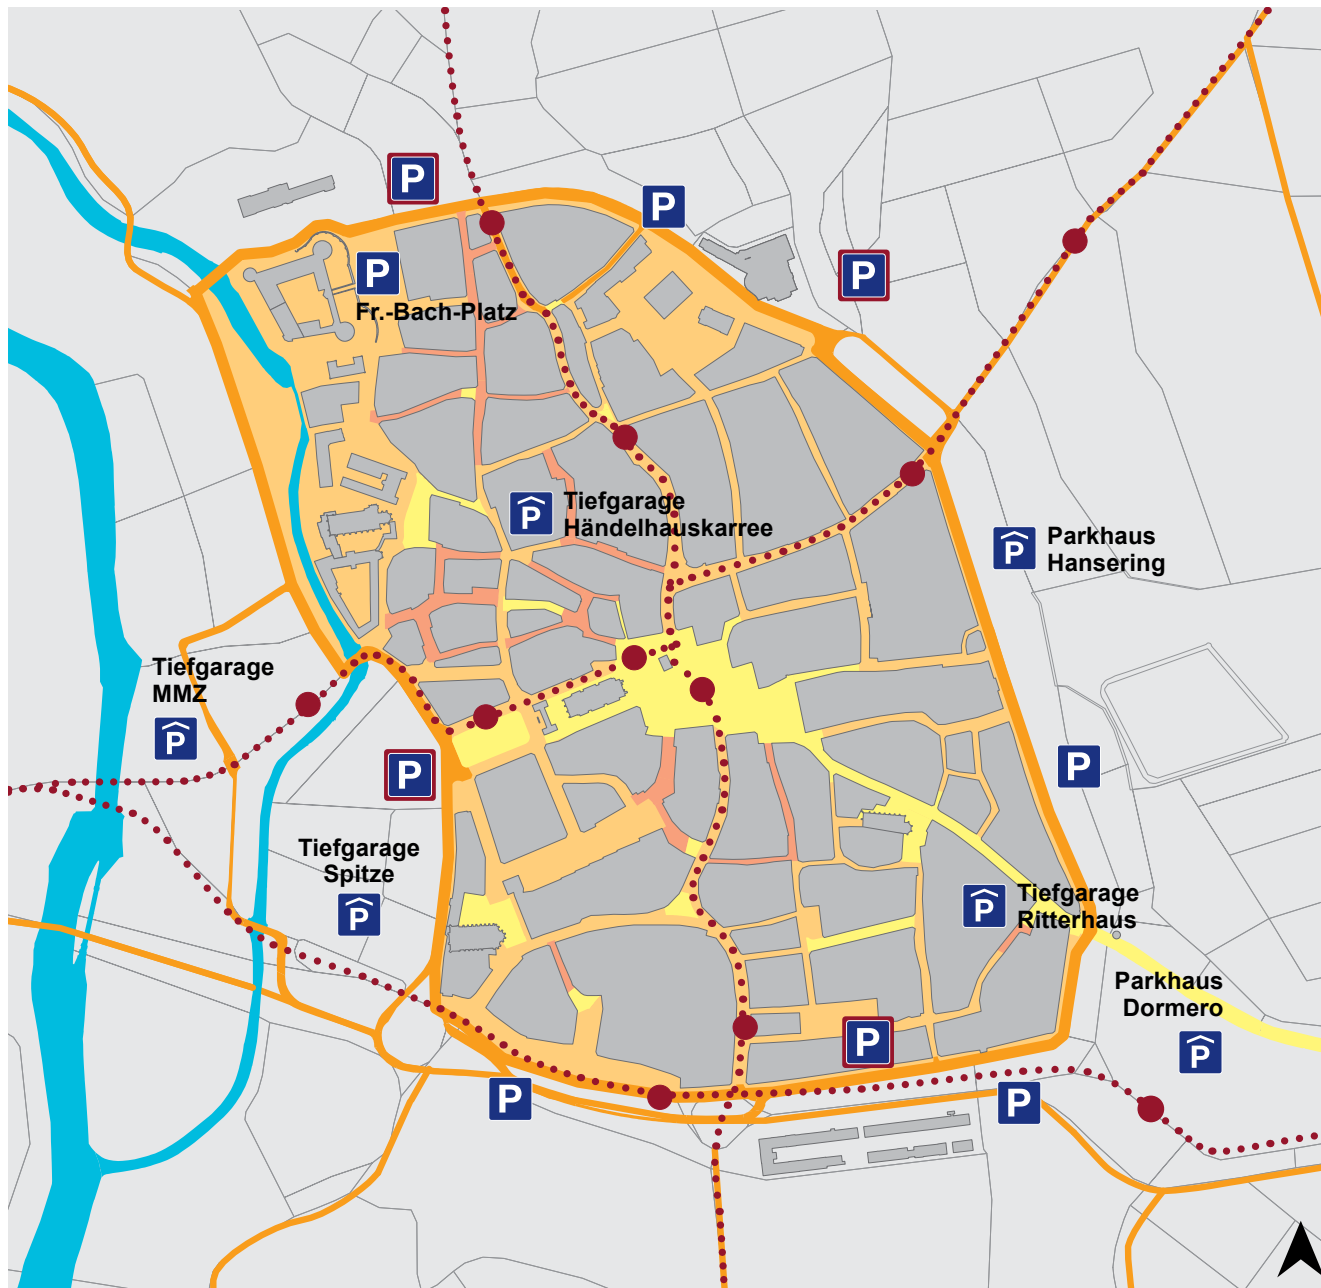 P
P
P
P
Fr.-Bach-Platz
P
Tiefgarage
Händelhauskarree
P
Parkhaus
Hansering
Tiefgarage
MMZ
P
P
P
Tiefgarage
Spitze
P
P
Tiefgarage
Ritterhaus
Parkhaus
Dormero
P
P
P
P